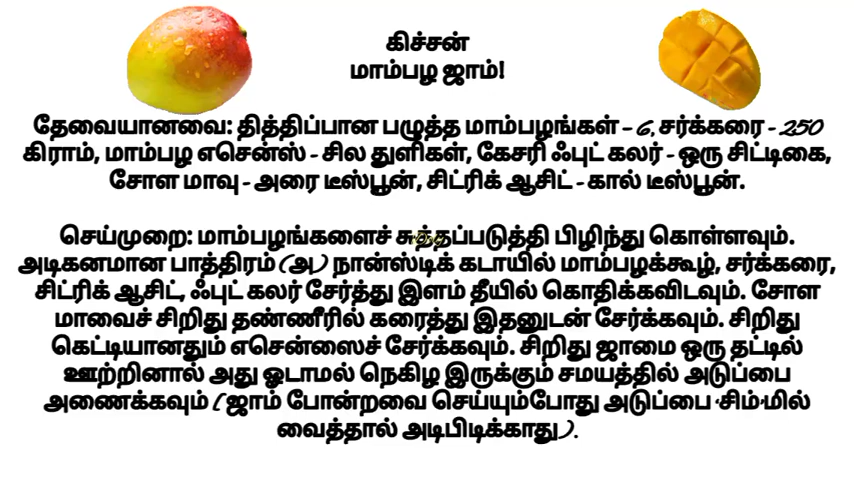 கிச்சன்
மாம்பழ ஜாம்!
தேவையானவை: தித்திப்பான பழுத்த மாம்பழங்கள் - 6, சர்க்கரை - 250
கிராம், மாம்பழ எசென்ஸ் - சில துளிகள், கேசரி ஃபுட் கலர் - ஒரு சிட்டிகை,
சோள மாவு - அரை டீஸ்பூன், சிட்ரிக் ஆசிட் - கால் டீஸ்பூன்.
செய்முறை: மாம்பழங்களைச் சுத்தப்படுத்தி பிழிந்து கொள்ளவும்.
அடிகனமான பாத்திரம் (அ) நான்ஸ்டிக் கடாயில் மாம்பழக்கூழ், சர்க்கரை,
சிட்ரிக் ஆசிட், ஃபுட் கலர் சேர்த்து இளம் தீயில் கொதிக்கவிடவும். சோள
மாவைச் சிறிது தண்ணீரில் கரைத்து இதனுடன் சேர்க்கவும். சிறிது
கெட்டியானதும் எசென்ஸைச் சேர்க்கவும். சிறிது ஜாமை ஒரு தட்டில்
ஊற்றினால் அது ஓடாமல் நெகிழ இருக்கும் சமயத்தில் அடுப்பை
அணைக்கவும் (ஜாம் போன்றவை செய்யும்போது அடுப்பை 'சிம்'மில்
வைத்தால் அடிபிடிக்காது).